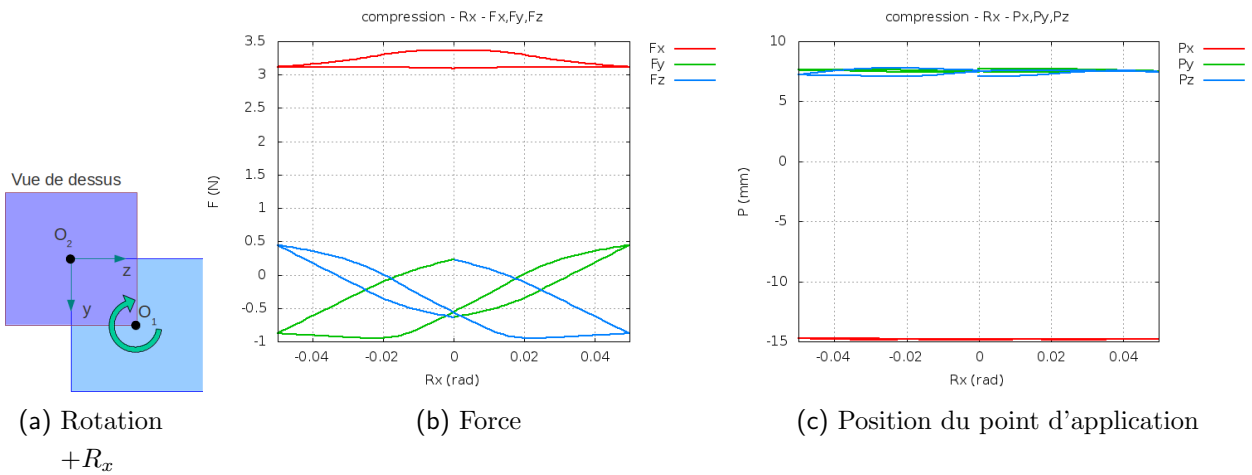 Vue de dessus
O2
z
y
O1
(a) Rotation
+Rx
compression - Rx - Fx,Fy,Fz
Fx
Fy
Fz
3.5
3
2.5
2
1.5
1
0.5
0
-0.5
-1
F (N)
-0.04 -0.02 0 0.02 0.04
Rx (rad)
(b) Force
compression - Rx - Px,Py,Pz
Px
Py
Pz
10
5
0
-5
-10
-15
P (mm)
-0.04 -0.02 0 0.02 0.04
Rx (rad)
(c) Position du point d'application